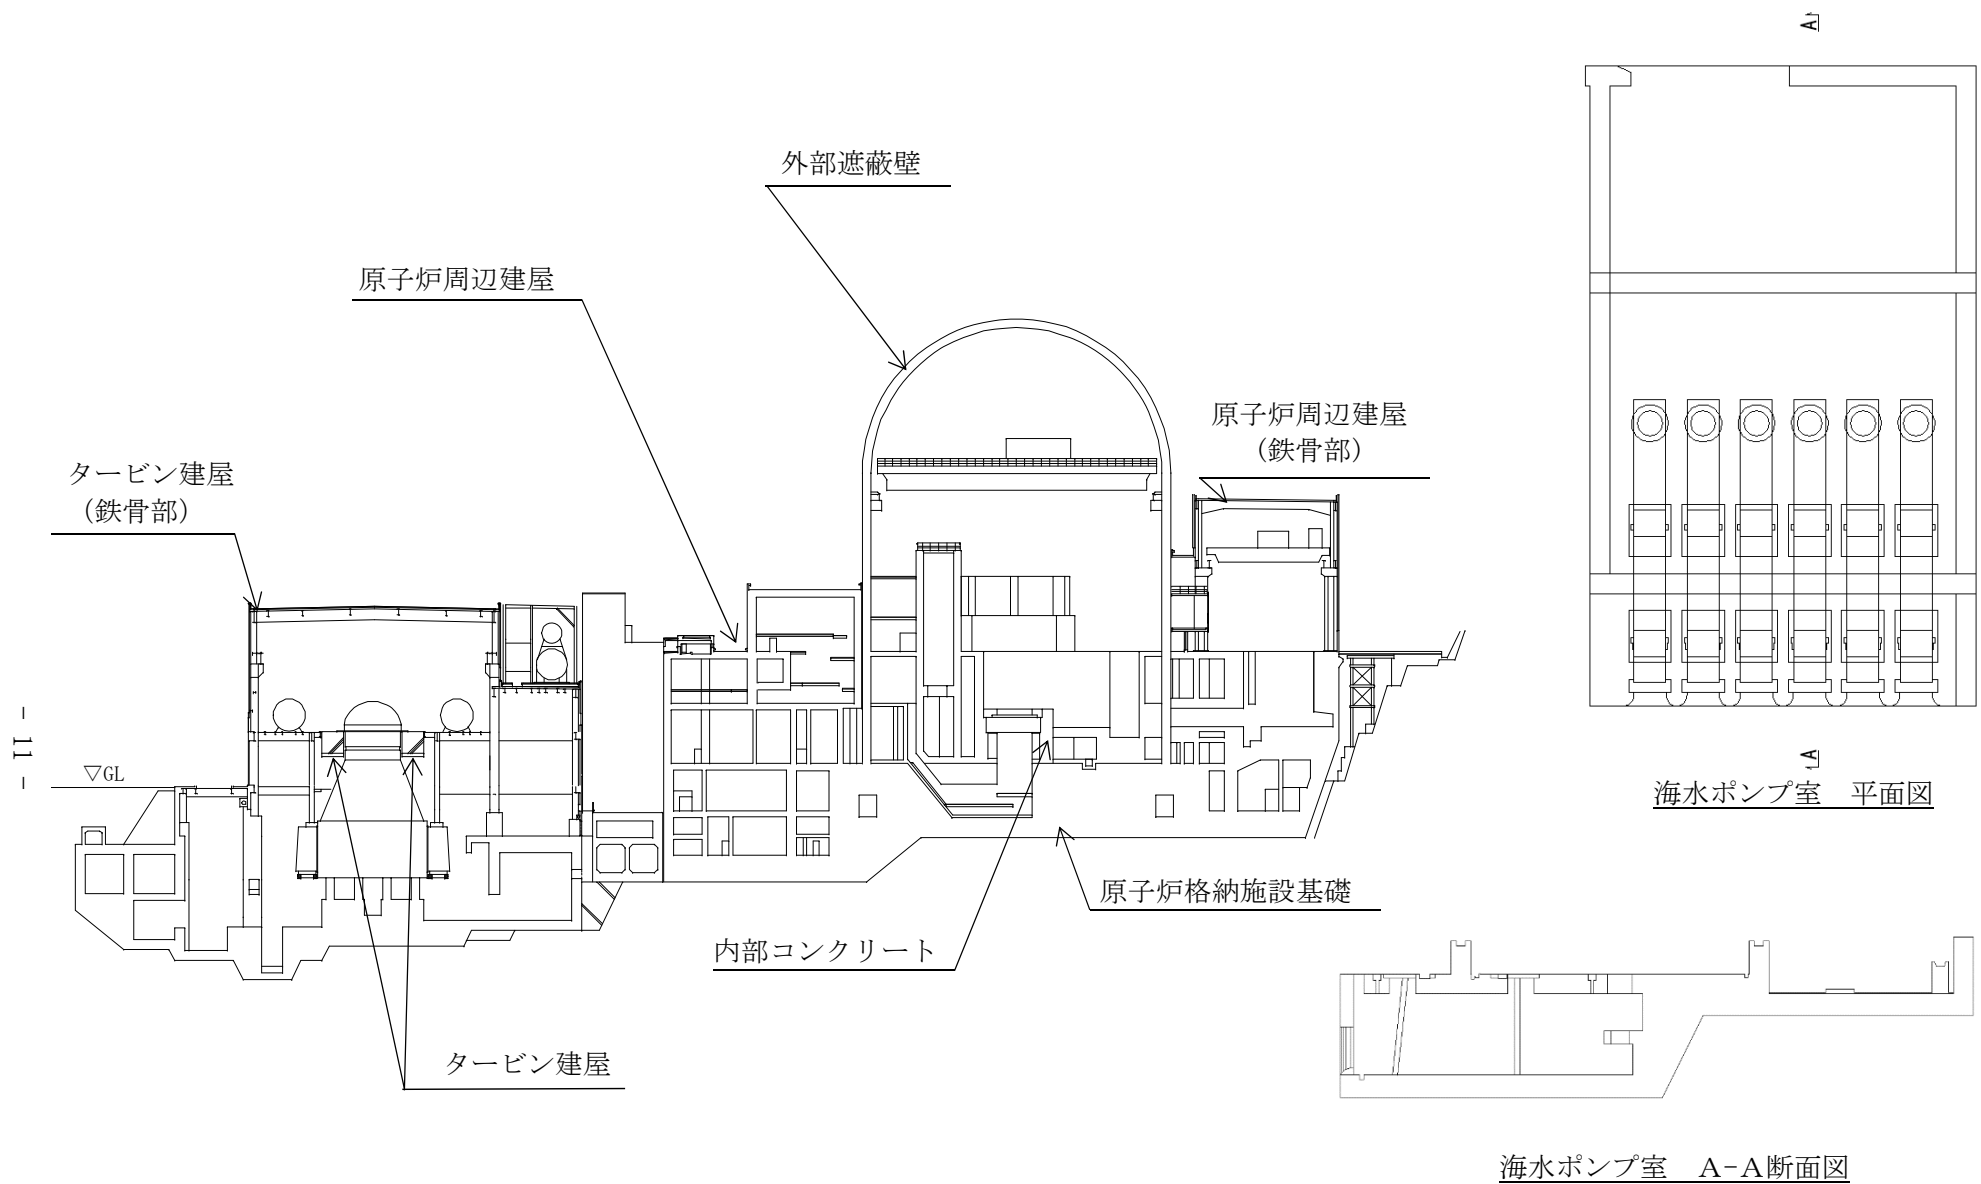 A
外部遮蔽壁
原子炉周辺建屋
原子炉周辺建屋
（鉄骨部）
タービン建屋
（鉄骨部）
－11－
▽GL
A
海水ポンプ室　平面図
原子炉格納施設基礎
内部コンクリート
タービン建屋
海水ポンプ室　A－A断面図